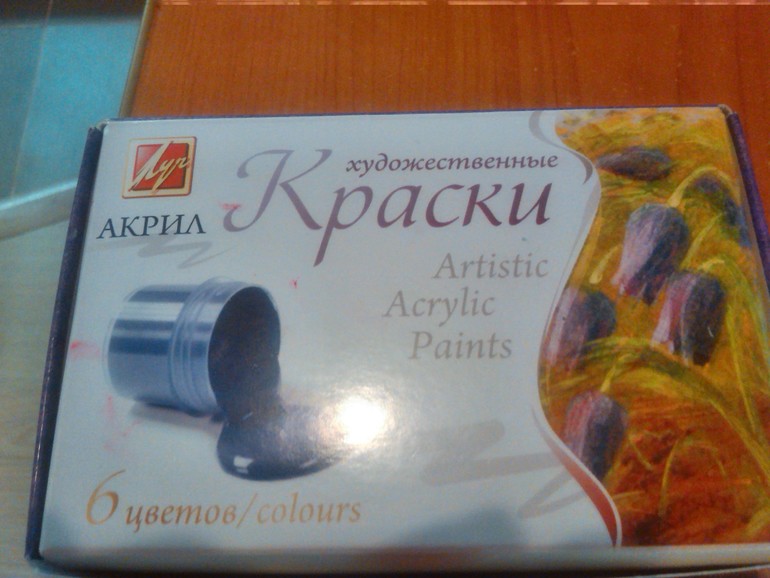 Луч
АКРИЛ
художественные
Краски
Artistic
Acrylic
Paints
6 цветов/colours